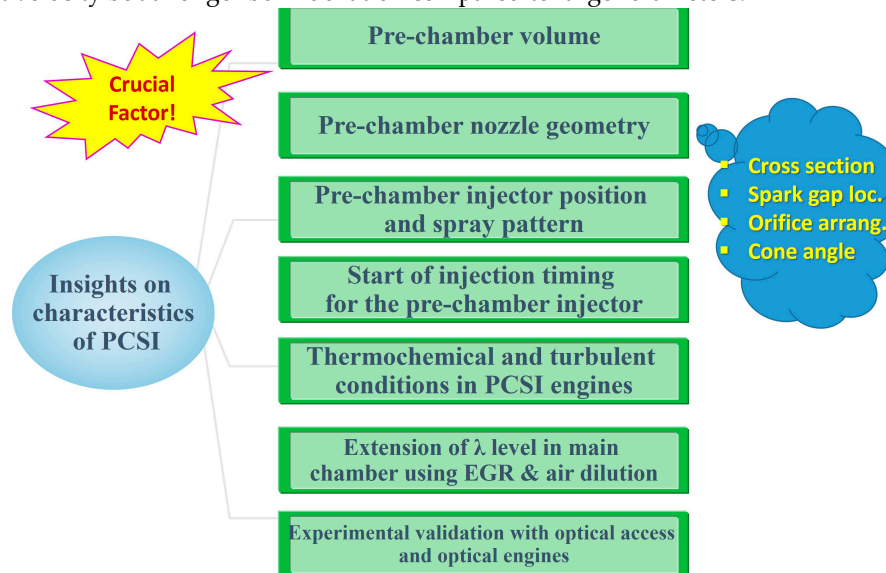 Pre-chamber volume
Crucial
Factor!
Pre-chamber nozzle geometry
▪ Cross section
▪ Spark gap loc.
▪ Orifice arrang.
▪ Cone angle
Pre-chamber injector position
and spray pattern
Insights on
characteristics
of PCSI
Start of injection timing
for the pre-chamber injector
Thermochemical and turbulent
conditions in PCSI engines
Extension of λ level in main
chamber using EGR & air dilution
Experimental validation with optical access
and optical engines